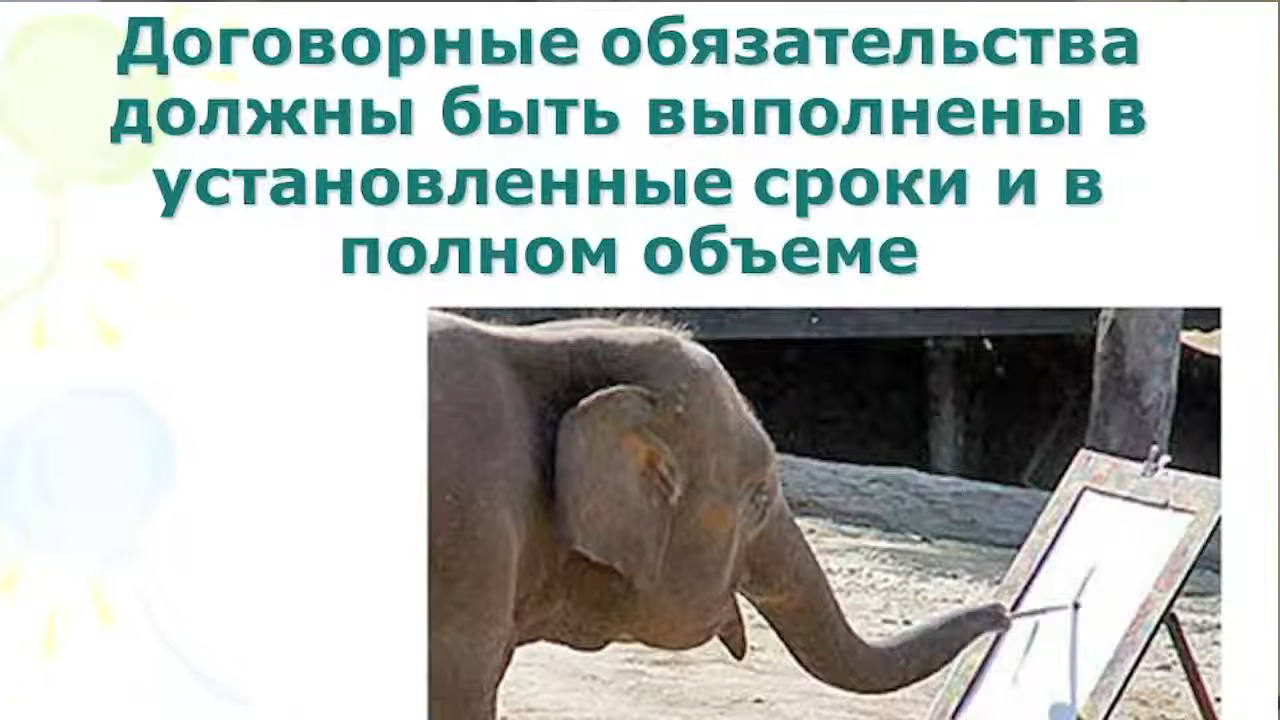 Договорные обязательства
должны быть выполнены в
установленные сроки и в
полном объеме